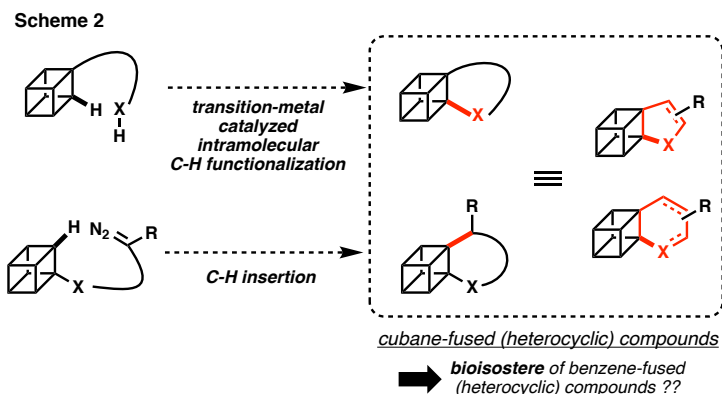 Scheme 2
H
X
H
transition-metal
catalyzed
intramolecular
C-H functionalization
X
R
X
N2
H
R
X
C-H insertion
R
X
R
X
cubane-fused (heterocyclic) compounds
bioisostere of benzene-fused
(heterocyclic) compounds ??